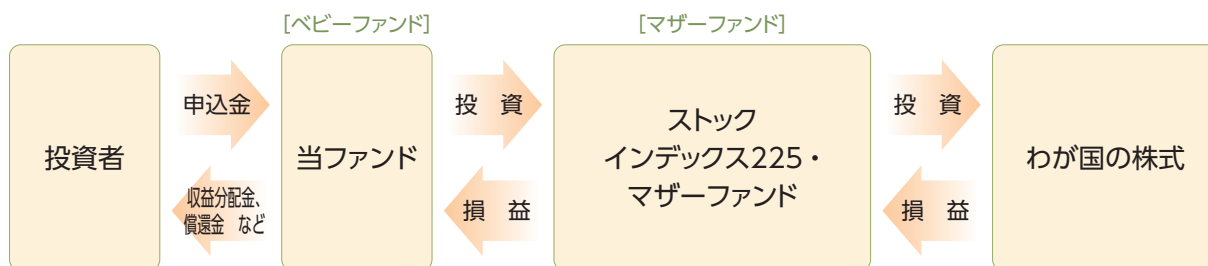 [ベビーファンド]
[マザーファンド]
投資者
申込金
収益分配金、
償還金 など
当ファンド
投 資
損 益
ストック
インデックス225・
マザーファンド
投 資
損 益
わが国の株式